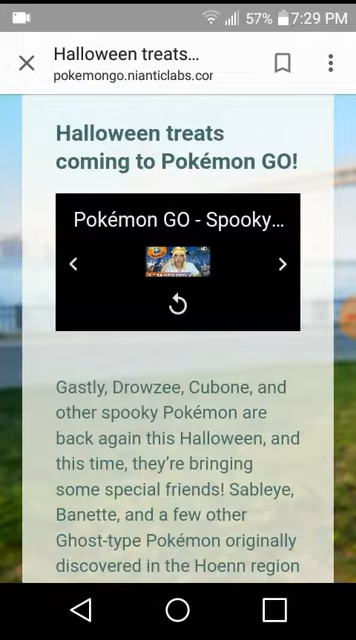 57% 7:29 PM
Halloween treats...
pokemongo.nianticlabs.cor
Halloween treats
coming to Pokémon GO!
Pokémon GO - Spooky...
Gastly, Drowzee, Cubone, and
other spooky Pokémon are
back again this Halloween, and
this time, they're bringing
some special friends! Sableye,
Banette, and a few other
Ghost-type Pokémon originally
discovered in the Hoenn region